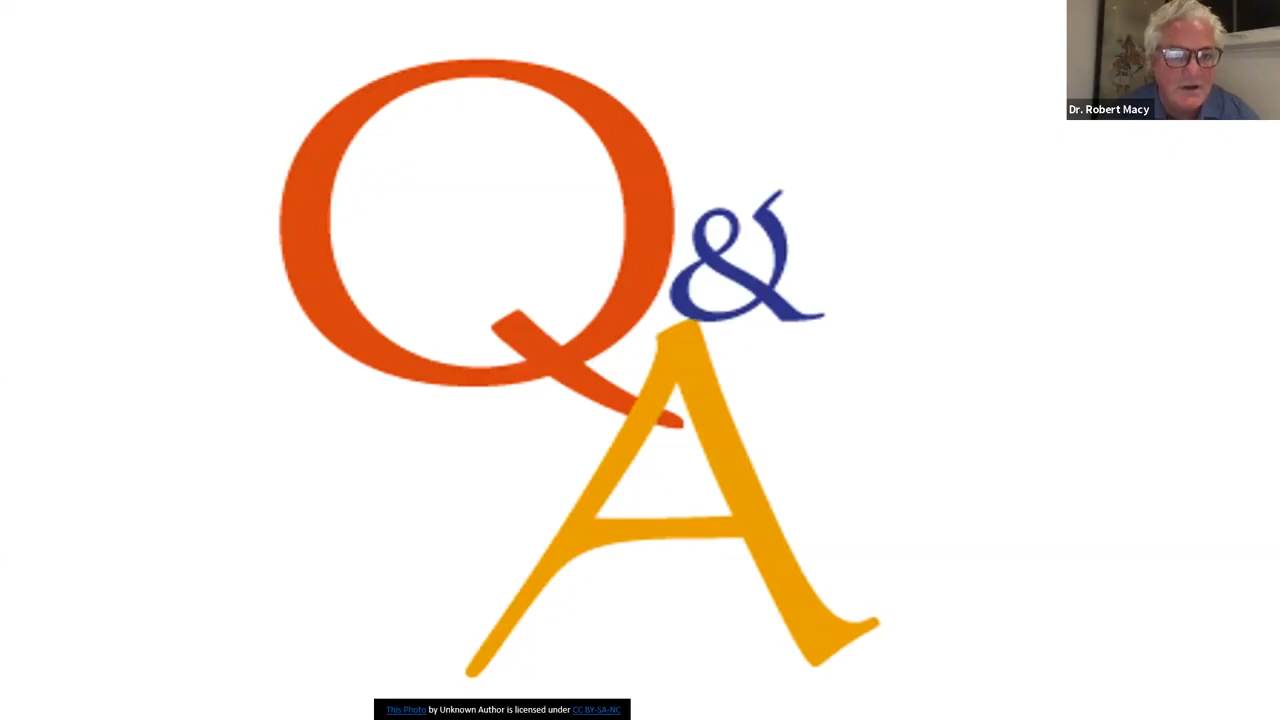 Dr. Robert Macy
Q &
A
This Photo by Unknown Author is licensed under CC BY-SA-NC